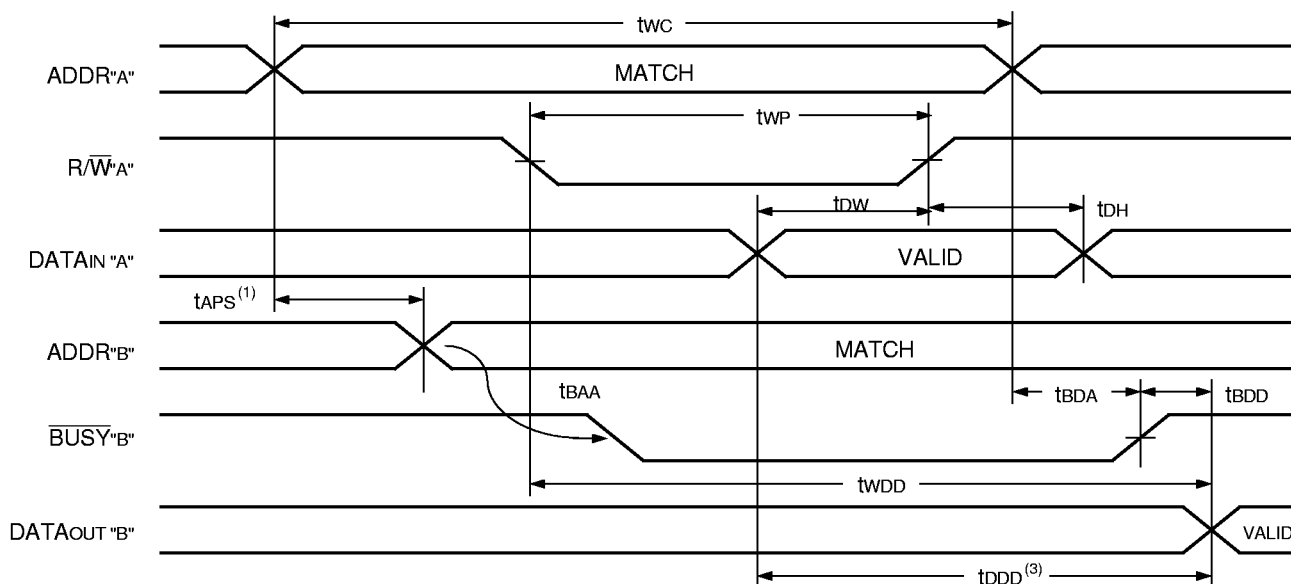 tWC
ADDR"A" MATCH
tWP
R/W̅"A"
tDW tDH
DATAIN "A" VALID
tAPS(1)
ADDR"B" MATCH
tBAA tBDA tBDD
B̅U̅S̅Y̅"B"
tWDD
DATAOUT "B" VALID
tDDD(3)